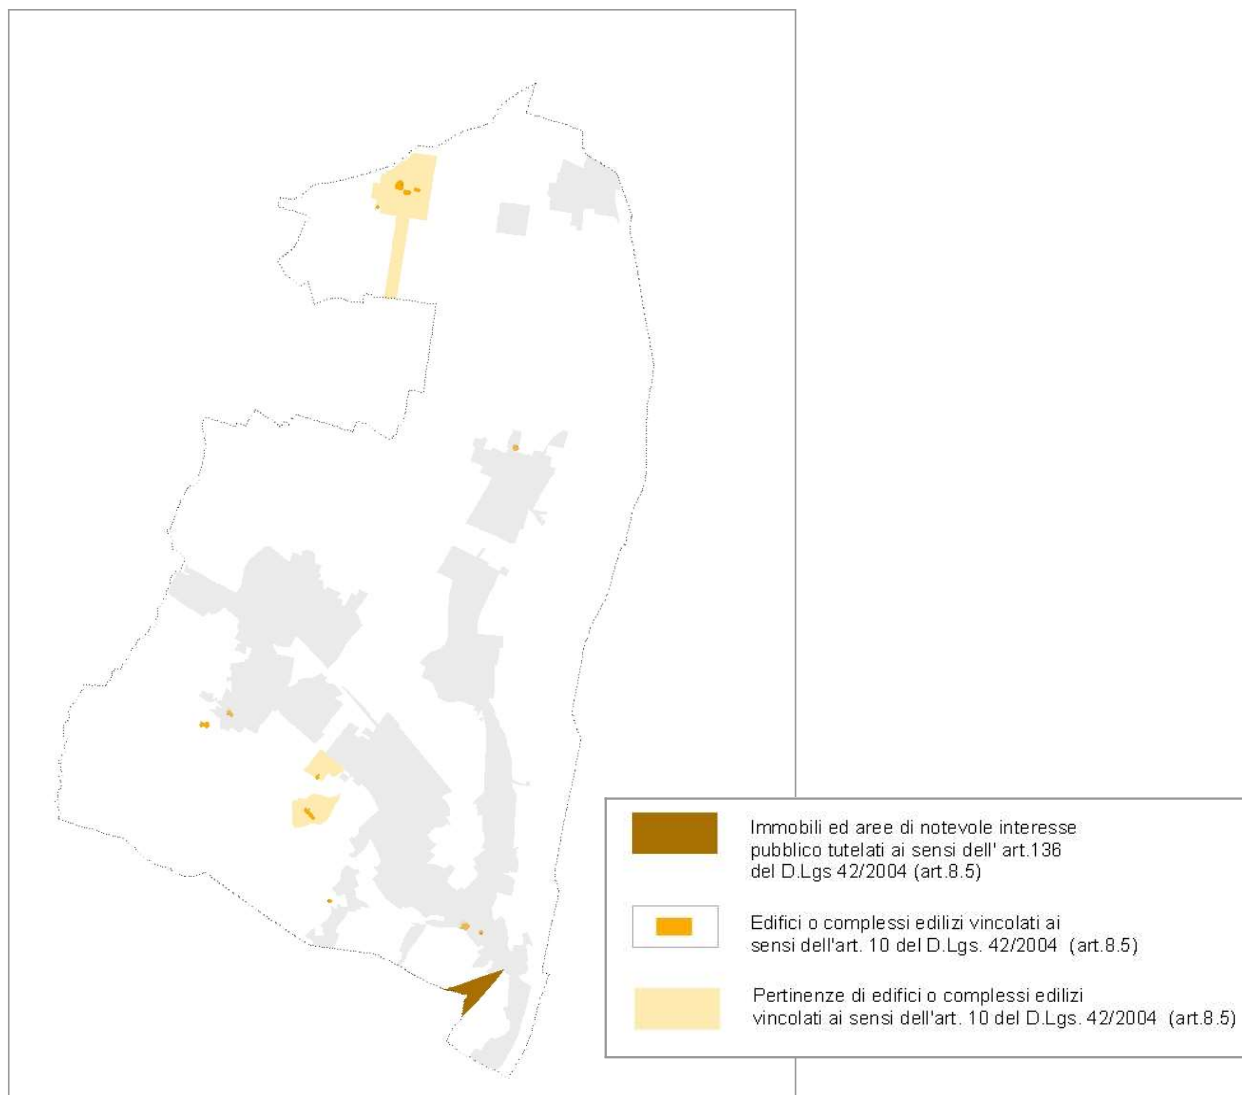 Immobili ed aree di notevole interesse
pubblico tutelati ai sensi dell' art.136
del D.Lgs 42/2004 (art.8.5)
Edifici o complessi edilizi vincolati ai
sensi dell'art. 10 del D.Lgs. 42/2004 (art.8.5)
Pertinenze di edifici o complessi edilizi
vincolati ai sensi dell'art. 10 del D.Lgs. 42/2004 (art.8.5)